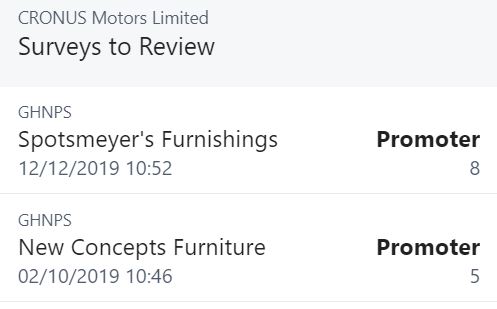 CRONUS Motors Limited
Surveys to Review
GHNPS
Spotsmeyer's Furnishings Promoter
12/12/2019 10:52 8
GHNPS
New Concepts Furniture Promoter
02/10/2019 10:46 5